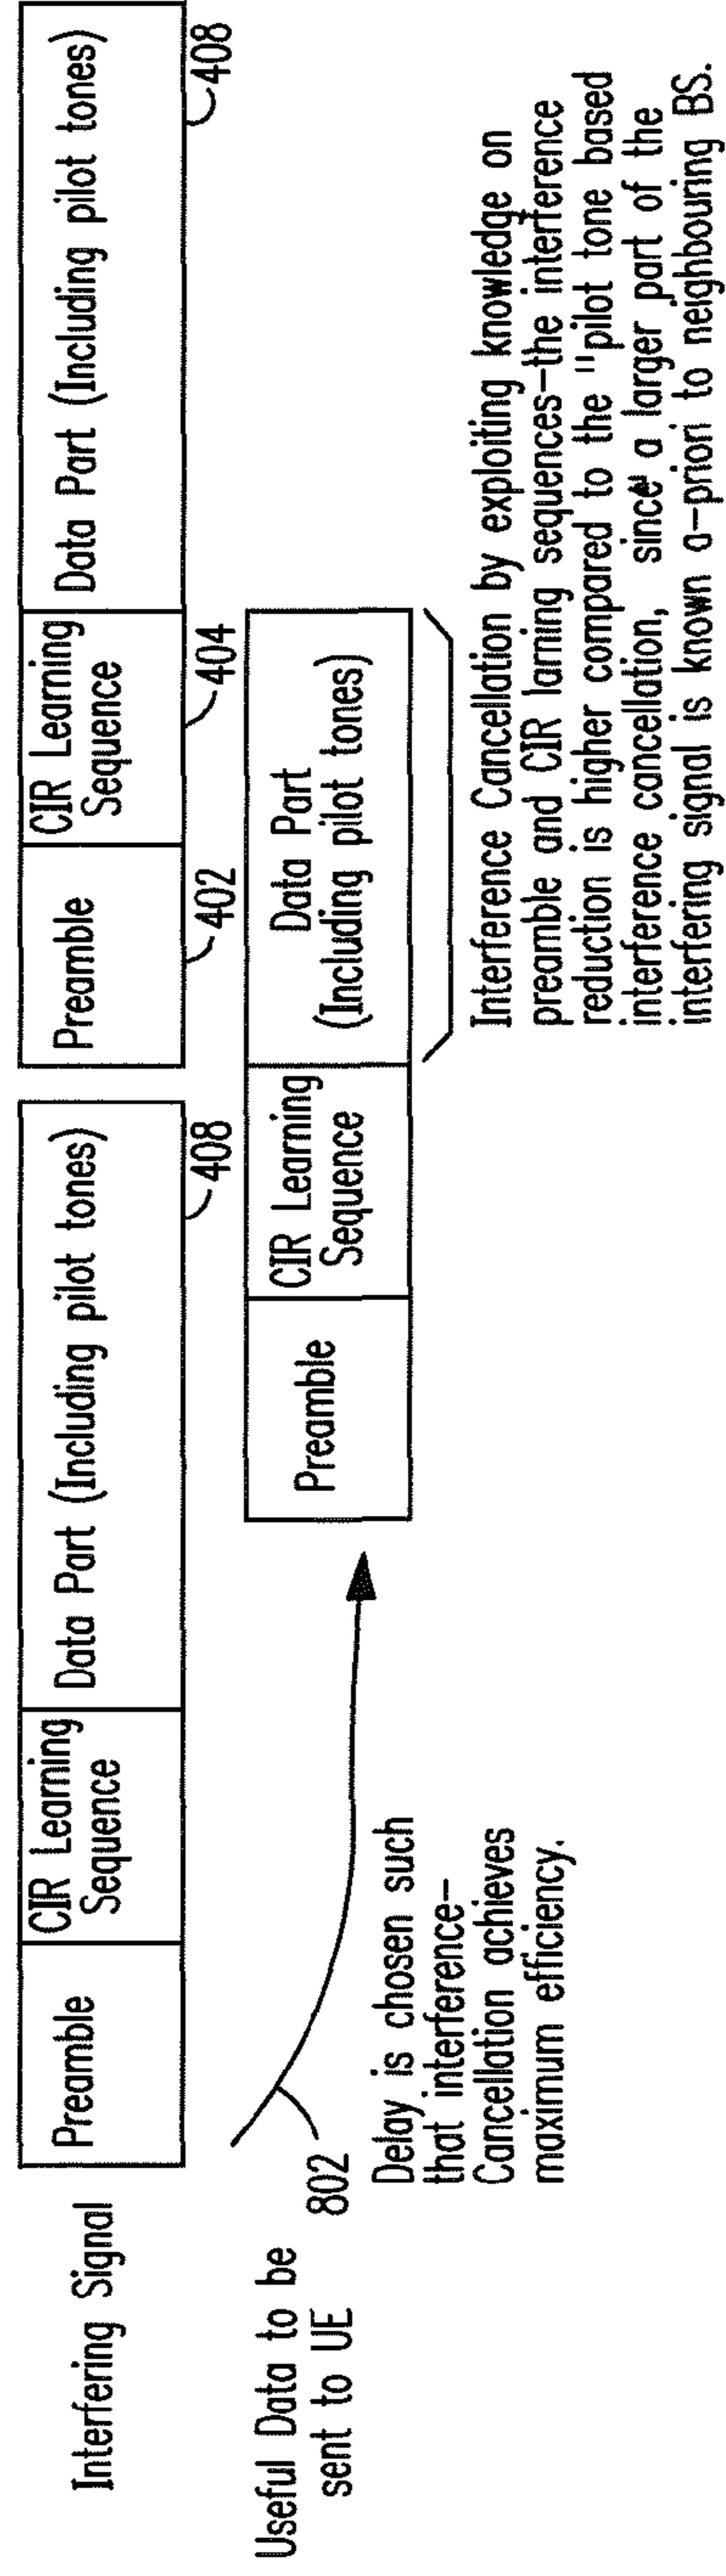 Interfering Signal
Preamble
CIR Learning
Sequence
Data Part (Including pilot tones)
408
Preamble
402
CIR Learning
Sequence
404
Data Part (Including pilot tones)
408
Useful Data to be
sent to UE
802
Delay is chosen such
that interference-
Cancellation achieves
maximum efficiency.
Preamble
CIR Learning
Sequence
Data Part
(Including pilot tones)
Interference Cancellation by exploiting knowledge on
preamble and CIR larning sequences-the interference
reduction is higher compared to the "pilot tone based
interference cancellation, since a larger part of the
interfering signal is known a-priori to neighbouring BS.